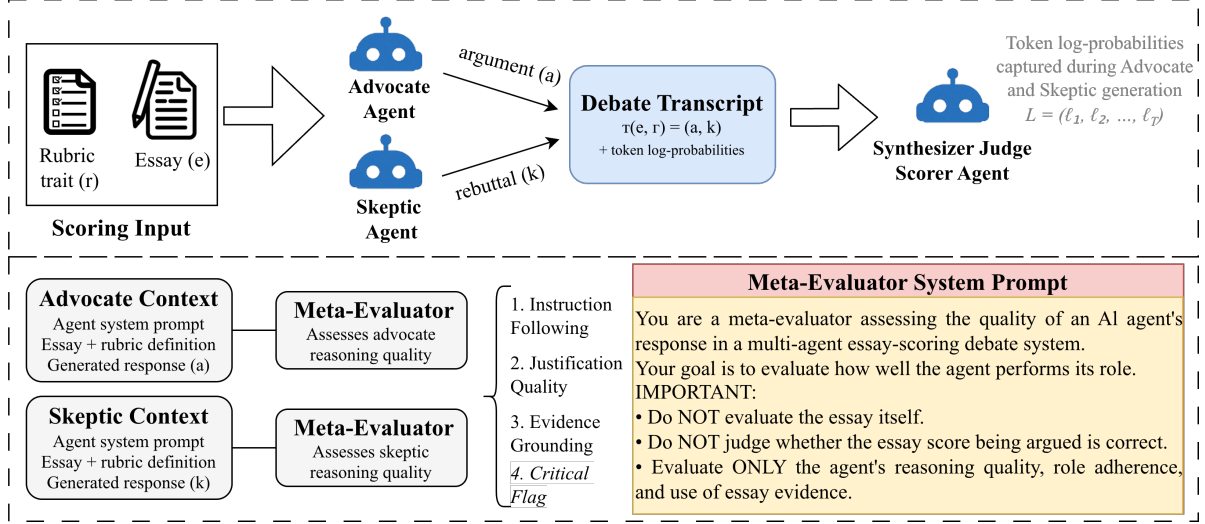 Rubric
trait (r)
Essay (e)
Scoring Input
Advocate
Agent
Skeptic
Agent
argument (a)
rebuttal (k)
Debate Transcript
τ(e, r) = (a, k)
+ token log-probabilities
Synthesizer Judge
Scorer Agent
Token log-probabilities
captured during Advocate
and Skeptic generation
L = (ℓ₁, ℓ₂, ..., ℓ_T)
Advocate Context
Agent system prompt
Essay + rubric definition
Generated response (a)
Meta-Evaluator
Assesses advocate
reasoning quality
Skeptic Context
Agent system prompt
Essay + rubric definition
Generated response (k)
Meta-Evaluator
Assesses skeptic
reasoning quality
1. Instruction
Following
2. Justification
Quality
3. Evidence
Grounding
4. Critical
Flag
Meta-Evaluator System Prompt
You are a meta-evaluator assessing the quality of an AI agent's
response in a multi-agent essay-scoring debate system.
Your goal is to evaluate how well the agent performs its role.
IMPORTANT:
• Do NOT evaluate the essay itself.
• Do NOT judge whether the essay score being argued is correct.
• Evaluate ONLY the agent's reasoning quality, role adherence,
and use of essay evidence.